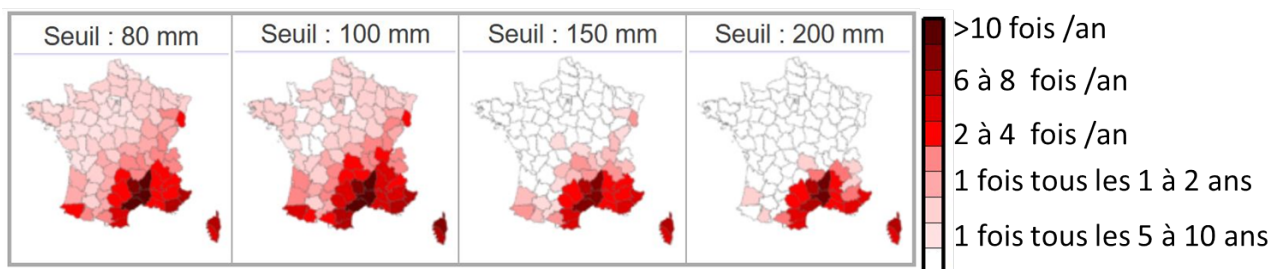 Seuil : 80 mm
Seuil : 100 mm
Seuil : 150 mm
Seuil : 200 mm
>10 fois /an
6 à 8 fois /an
2 à 4 fois /an
1 fois tous les 1 à 2 ans
1 fois tous les 5 à 10 ans